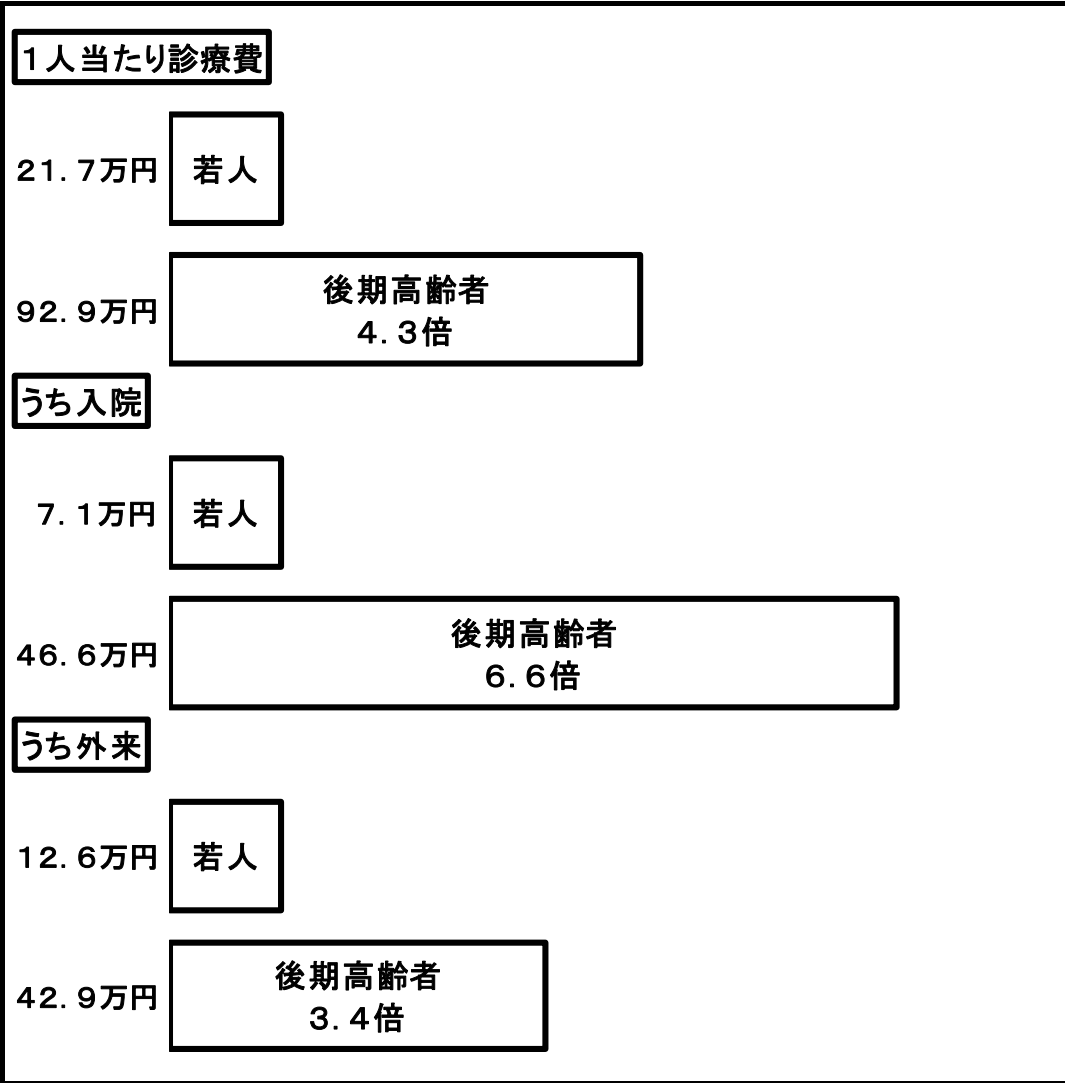 1人当たり診療費
21.7万円 若人
92.9万円 後期高齢者
4.3倍
うち入院
7.1万円 若人
46.6万円 後期高齢者
6.6倍
うち外来
12.6万円 若人
42.9万円 後期高齢者
3.4倍